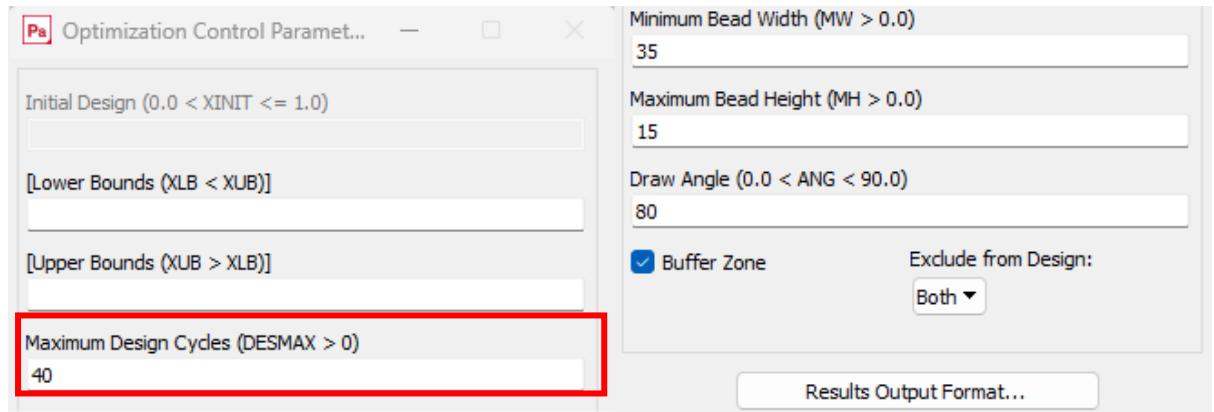 Pa Optimization Control Paramet...
Initial Design (0.0 < XINIT <= 1.0)
[Lower Bounds (XLB < XUB)]
[Upper Bounds (XUB > XLB)]
Maximum Design Cycles (DESMAX > 0)
40
Minimum Bead Width (MW > 0.0)
35
Maximum Bead Height (MH > 0.0)
15
Draw Angle (0.0 < ANG < 90.0)
80
Buffer Zone
Exclude from Design:
Both
Results Output Format...